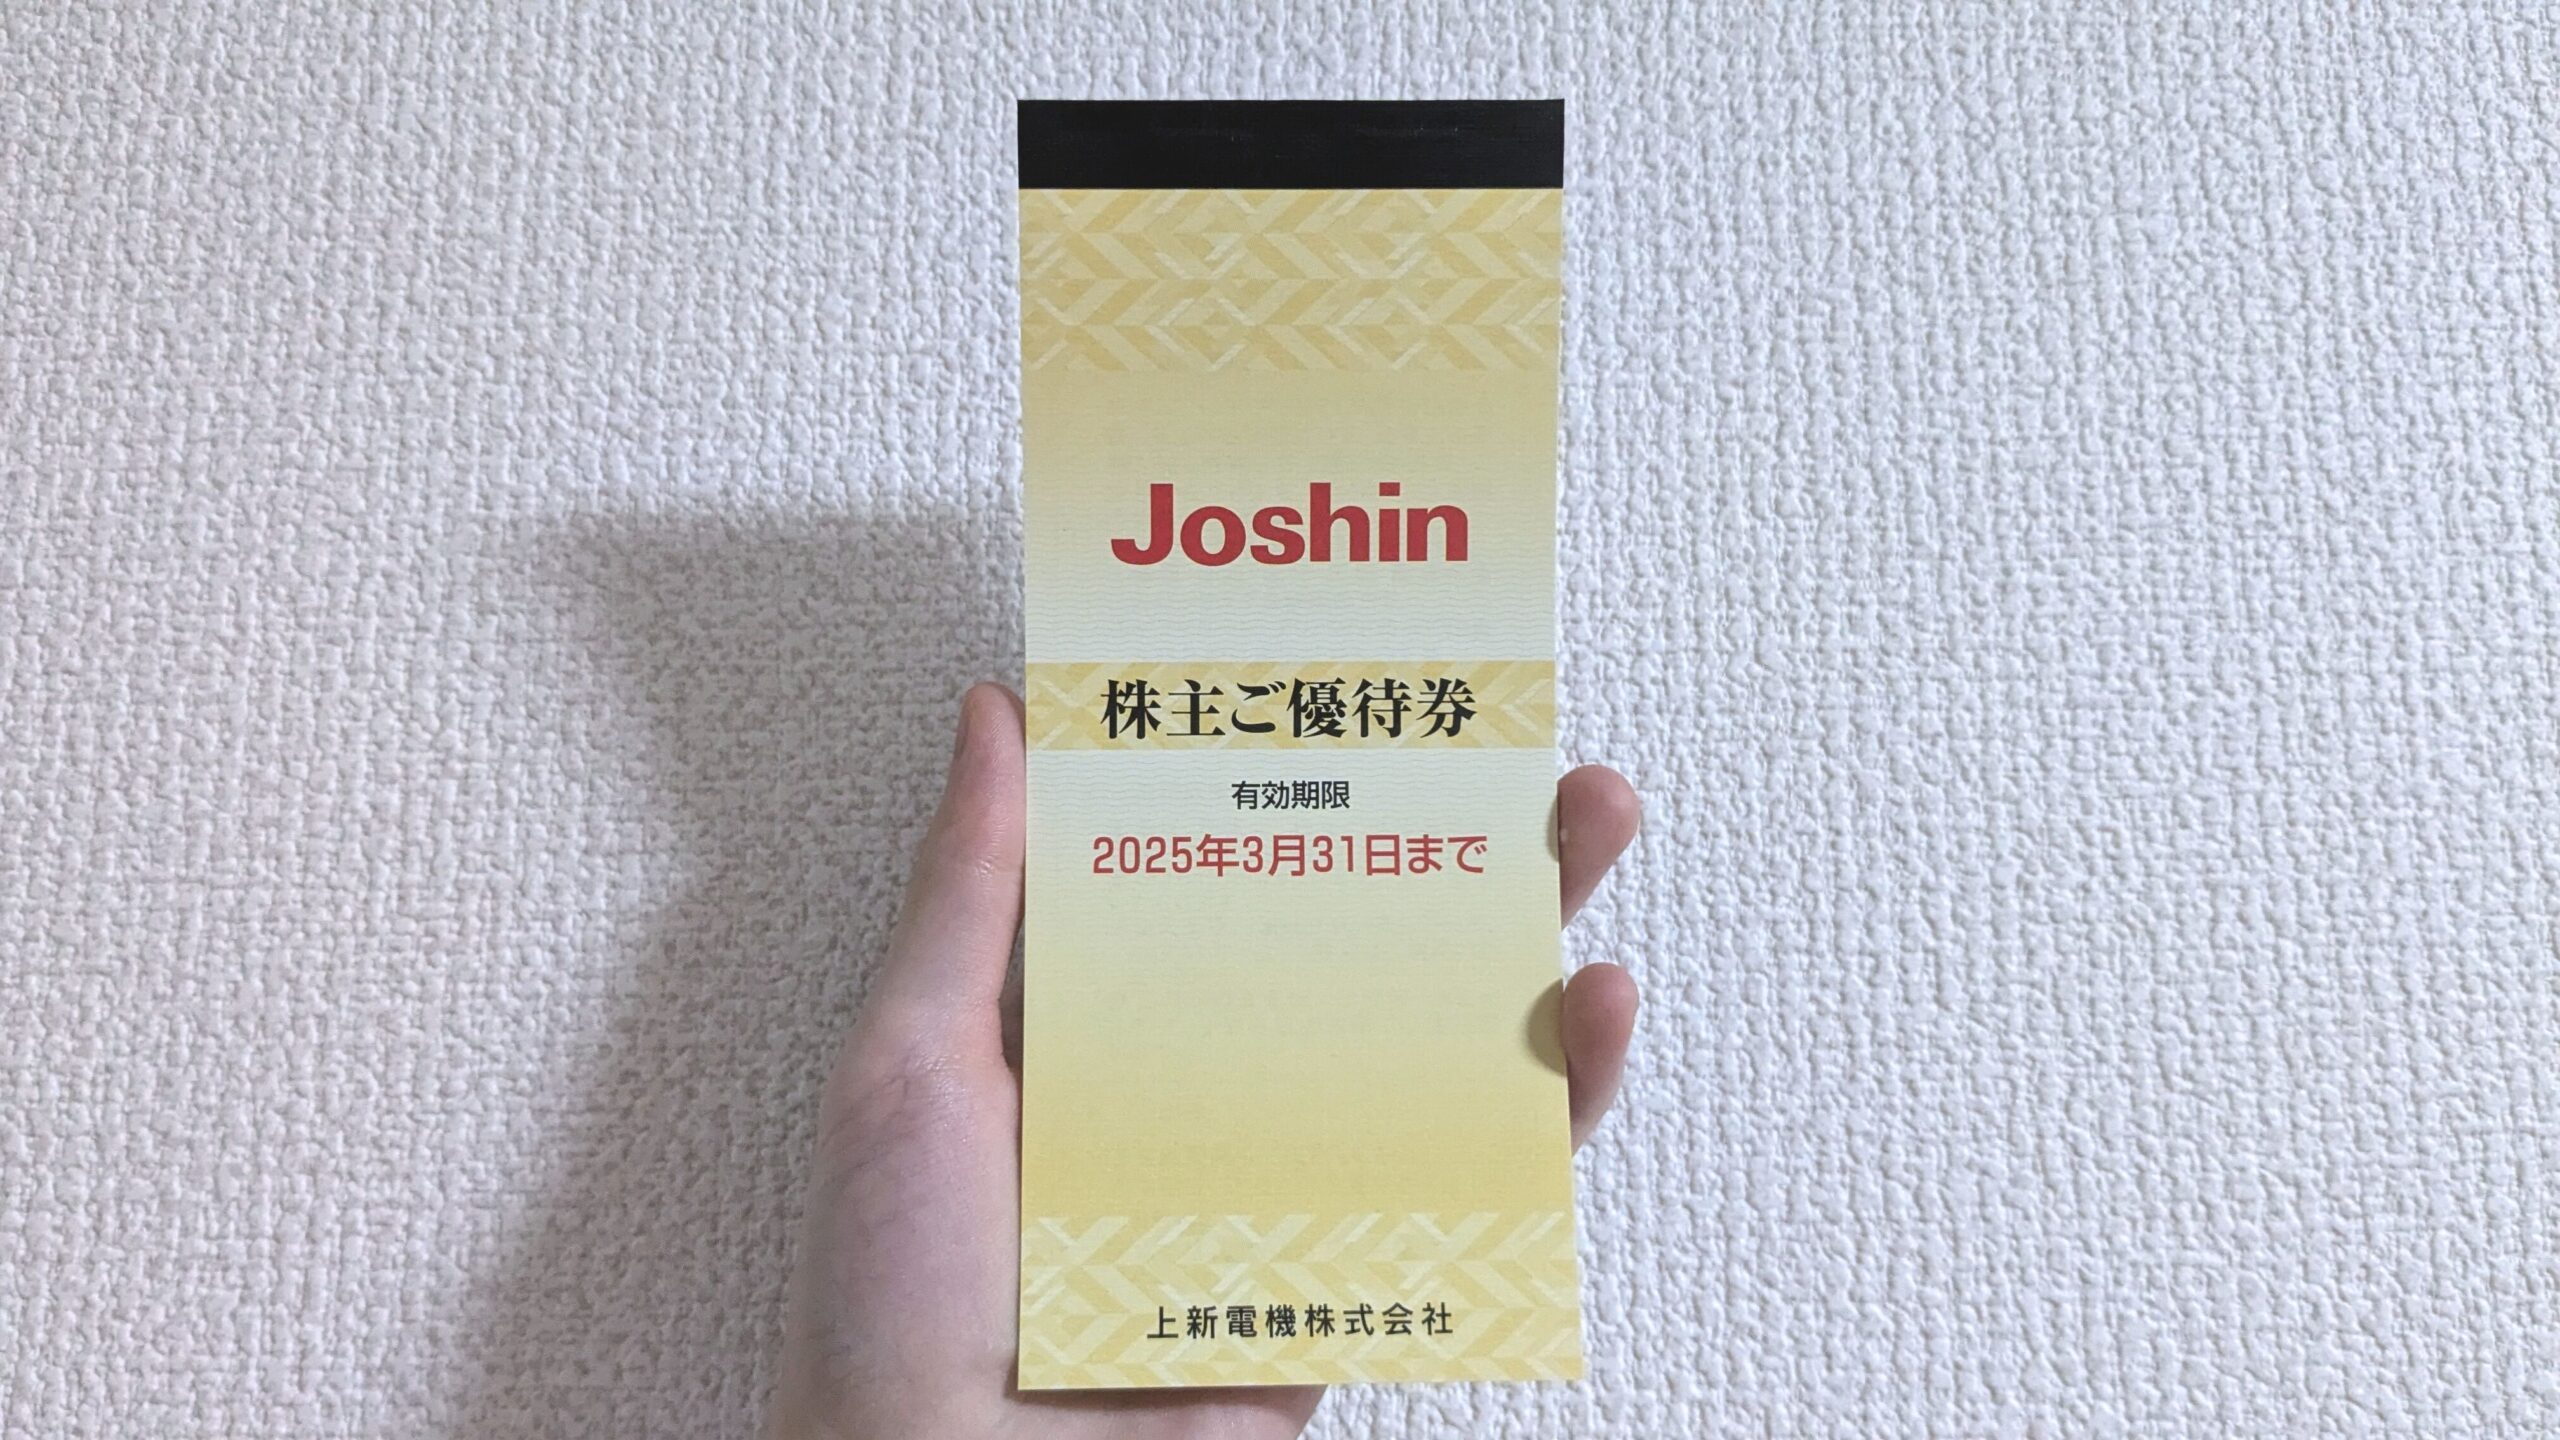 Joshin
株主ご優待券
有効期限
2025年3月31日まで
上新電機株式会社